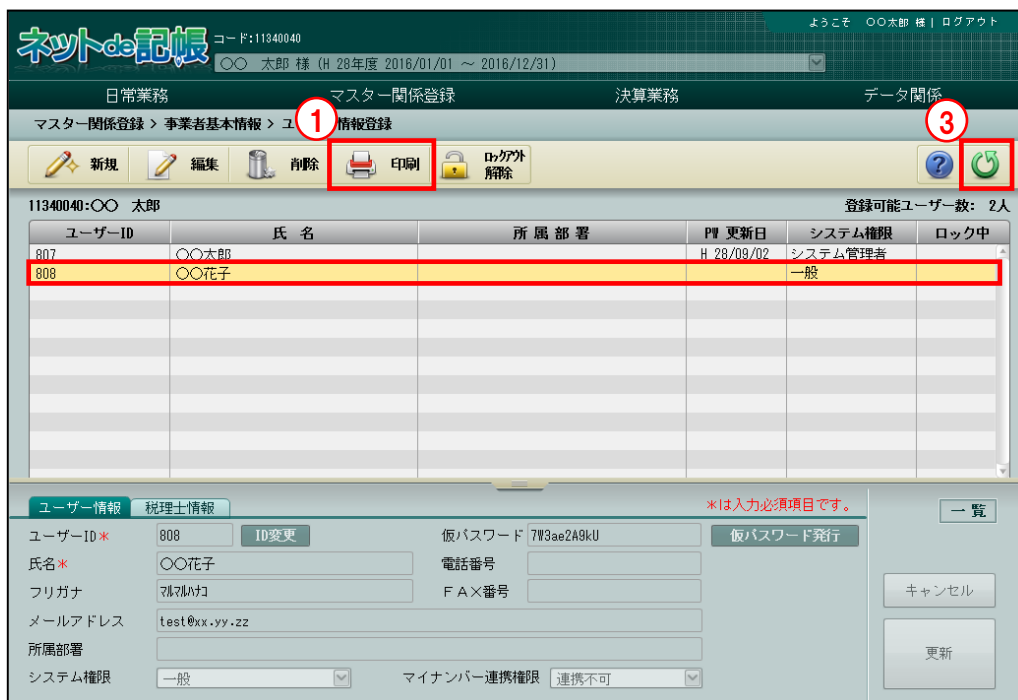 ようこそ 〇〇太郎 様 | ログアウト
ネットde記帳 コード:11340040
〇〇 太郎 様 (H 28年度 2016/01/01 ～ 2016/12/31)
日常業務 マスター関係登録 決算業務 データ関係
マスター関係登録 > 事業者基本情報 > ユ 情報登録
1 3
新規 編集 削除 印刷 ロックアウト解除 ?
11340040:〇〇 太郎 登録可能ユーザー数: 2人
ユーザーID 氏 名 所 属 部 署 PW 更新日 システム権限 ロック中
807 〇〇太郎 H 28/09/02 システム管理者
808 〇〇花子 一般
ユーザー情報 税理士情報 *は入力必須項目です。 一覧
ユーザーID* 808 ID変更 仮パスワード 7W3ae2A9kU 仮パスワード発行
氏名* 〇〇花子 電話番号
フリガナ マルマルハナコ FAX番号 キャンセル
メールアドレス test@xx.yy.zz
所属部署 更新
システム権限 一般 マイナンバー連携権限 連携不可